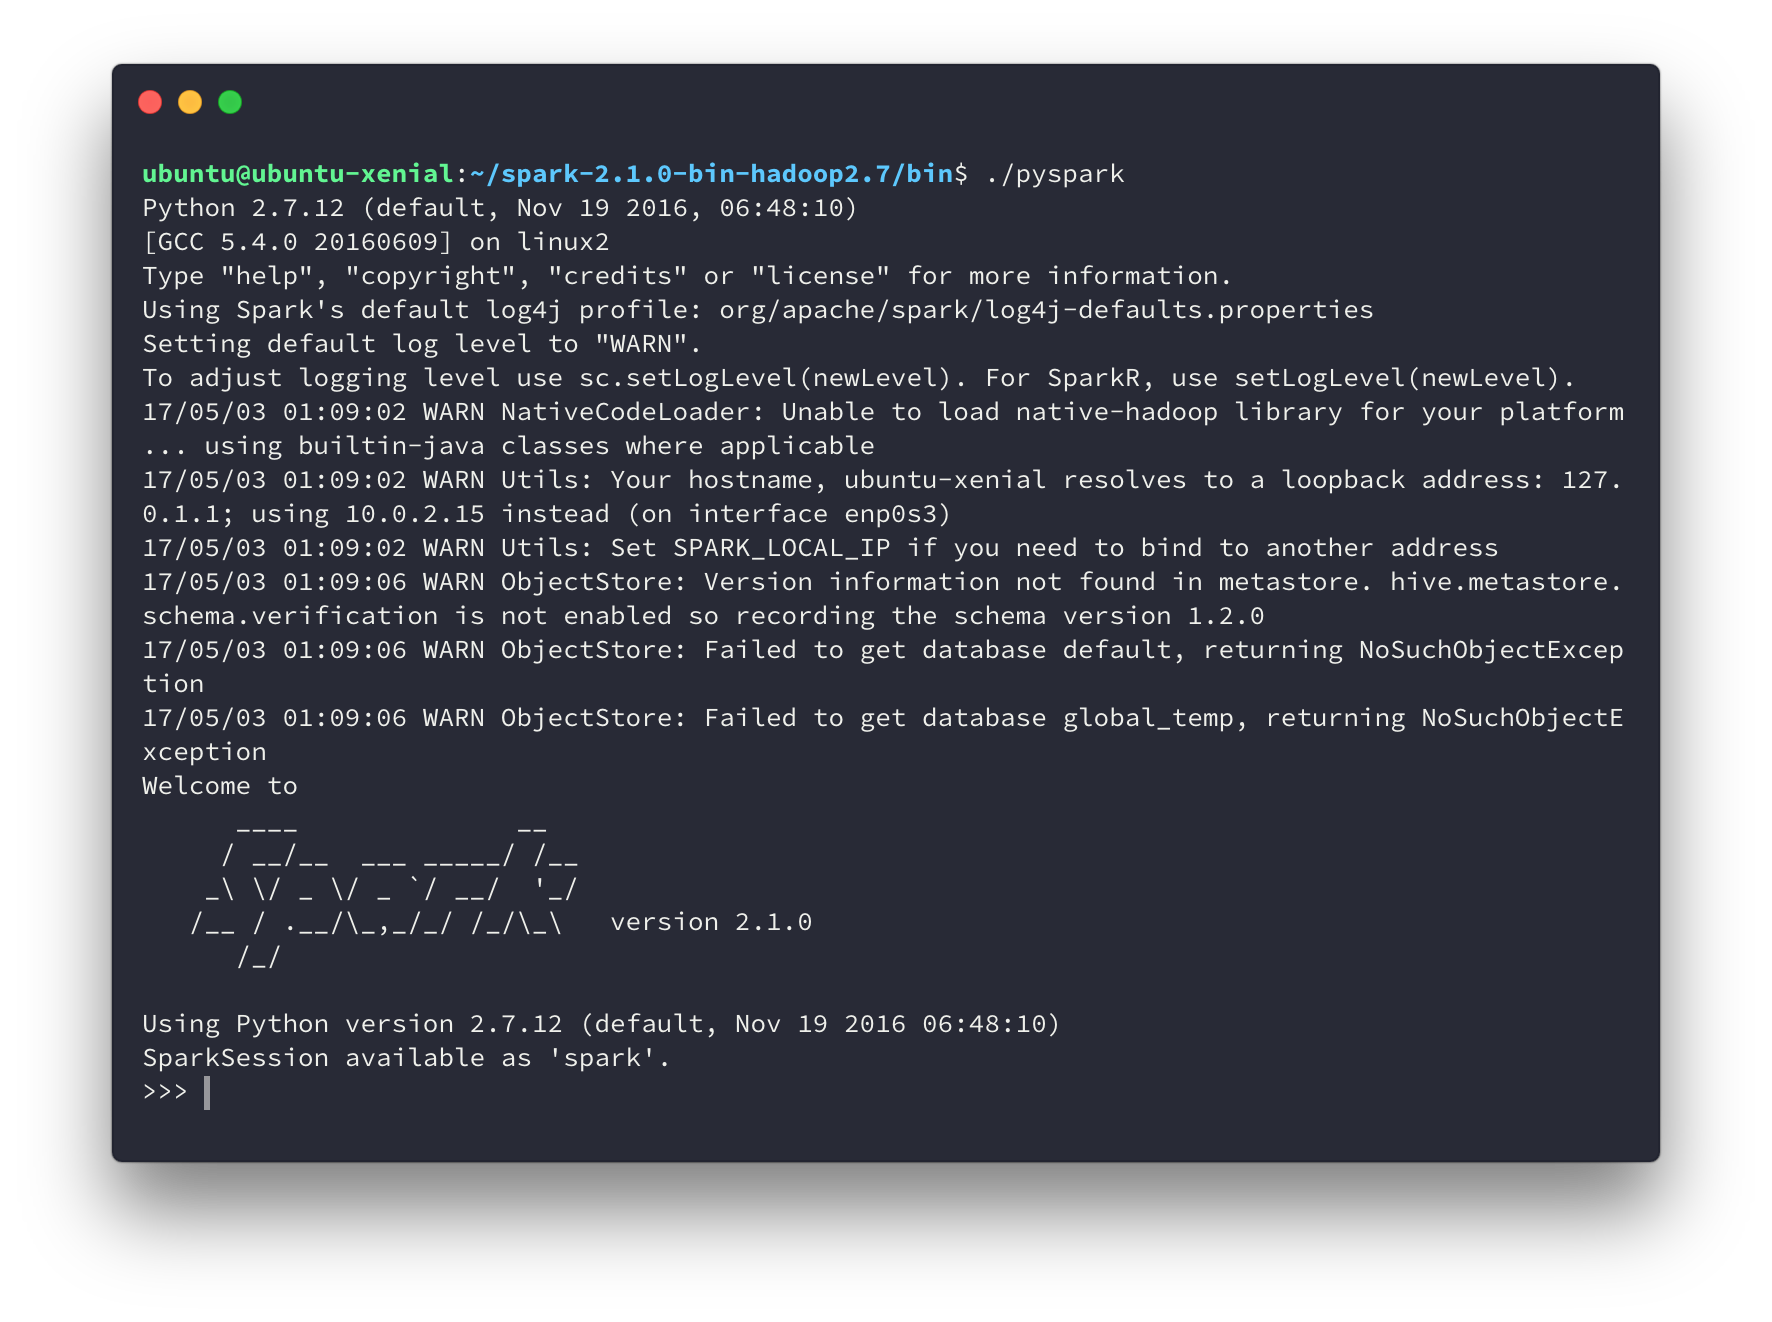 ubuntu@ubuntu-xenial:~/spark-2.1.0-bin-hadoop2.7/bin$ ./pyspark
Python 2.7.12 (default, Nov 19 2016, 06:48:10)
[GCC 5.4.0 20160609] on linux2
Type "help", "copyright", "credits" or "license" for more information.
Using Spark's default log4j profile: org/apache/spark/log4j-defaults.properties
Setting default log level to "WARN".
To adjust logging level use sc.setLogLevel(newLevel). For SparkR, use setLogLevel(newLevel).
17/05/03 01:09:02 WARN NativeCodeLoader: Unable to load native-hadoop library for your platform
... using builtin-java classes where applicable
17/05/03 01:09:02 WARN Utils: Your hostname, ubuntu-xenial resolves to a loopback address: 127.
0.1.1; using 10.0.2.15 instead (on interface enp0s3)
17/05/03 01:09:02 WARN Utils: Set SPARK_LOCAL_IP if you need to bind to another address
17/05/03 01:09:06 WARN ObjectStore: Version information not found in metastore. hive.metastore.
schema.verification is not enabled so recording the schema version 1.2.0
17/05/03 01:09:06 WARN ObjectStore: Failed to get database default, returning NoSuchObjectExcep
tion
17/05/03 01:09:06 WARN ObjectStore: Failed to get database global_temp, returning NoSuchObjectE
xception
Welcome to
      ____              __
     / __/__  ___ _____/ /__
    _\ \/ _ \/ _ `/ __/  '_/
   /__ / .__/\_,_/_/ /_/\_\   version 2.1.0
      /_/

Using Python version 2.7.12 (default, Nov 19 2016 06:48:10)
SparkSession available as 'spark'.
>>>